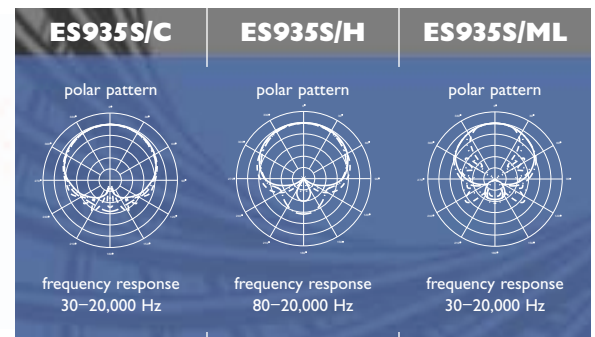 ES935S/C
ES935S/H
ES935S/ML
polar pattern
polar pattern
polar pattern
frequency response
30–20,000 Hz
frequency response
80–20,000 Hz
frequency response
30–20,000 Hz